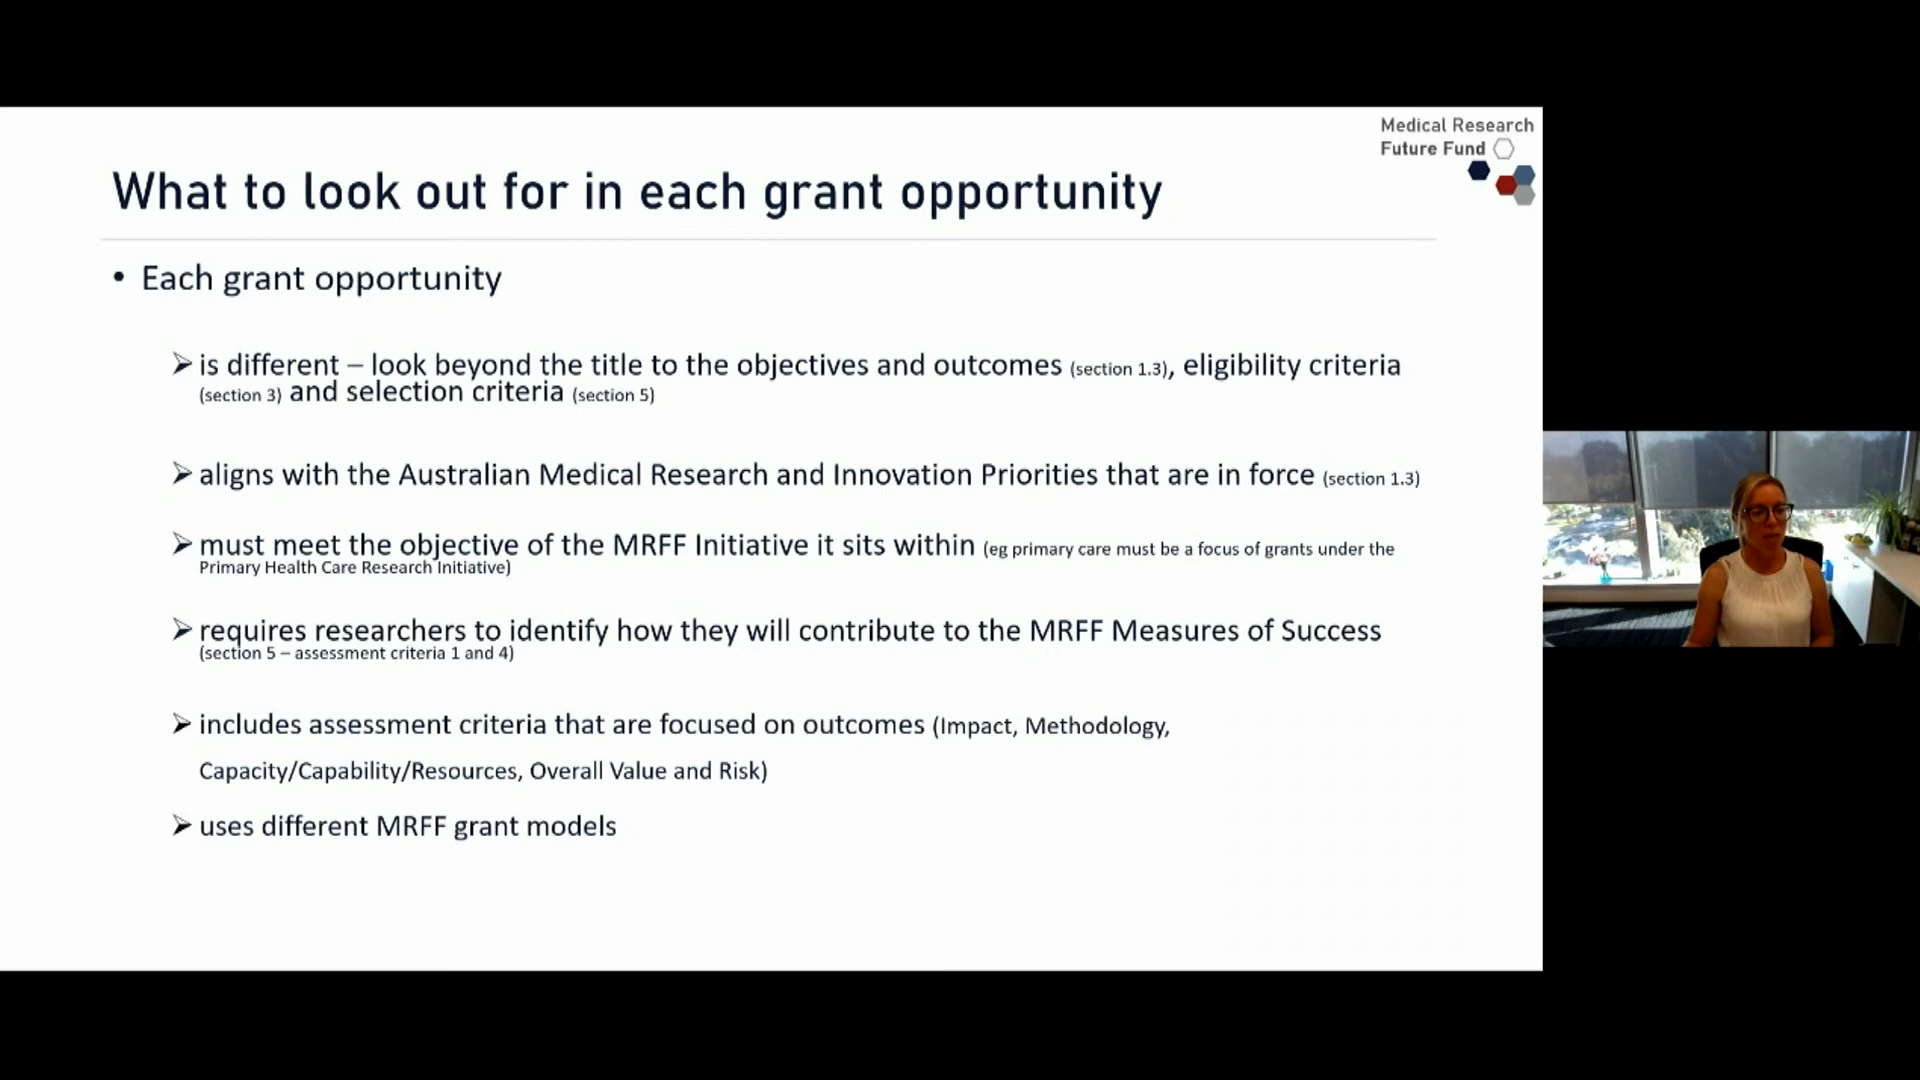 Medical Research
Future Fund
What to look out for in each grant opportunity
• Each grant opportunity
➢ is different – look beyond the title to the objectives and outcomes (section 1.3), eligibility criteria
(section 3) and selection criteria (section 5)
➢ aligns with the Australian Medical Research and Innovation Priorities that are in force (section 1.3)
➢ must meet the objective of the MRFF Initiative it sits within (eg primary care must be a focus of grants under the
Primary Health Care Research Initiative)
➢ requires researchers to identify how they will contribute to the MRFF Measures of Success
(section 5 – assessment criteria 1 and 4)
➢ includes assessment criteria that are focused on outcomes (Impact, Methodology,
Capacity/Capability/Resources, Overall Value and Risk)
➢ uses different MRFF grant models